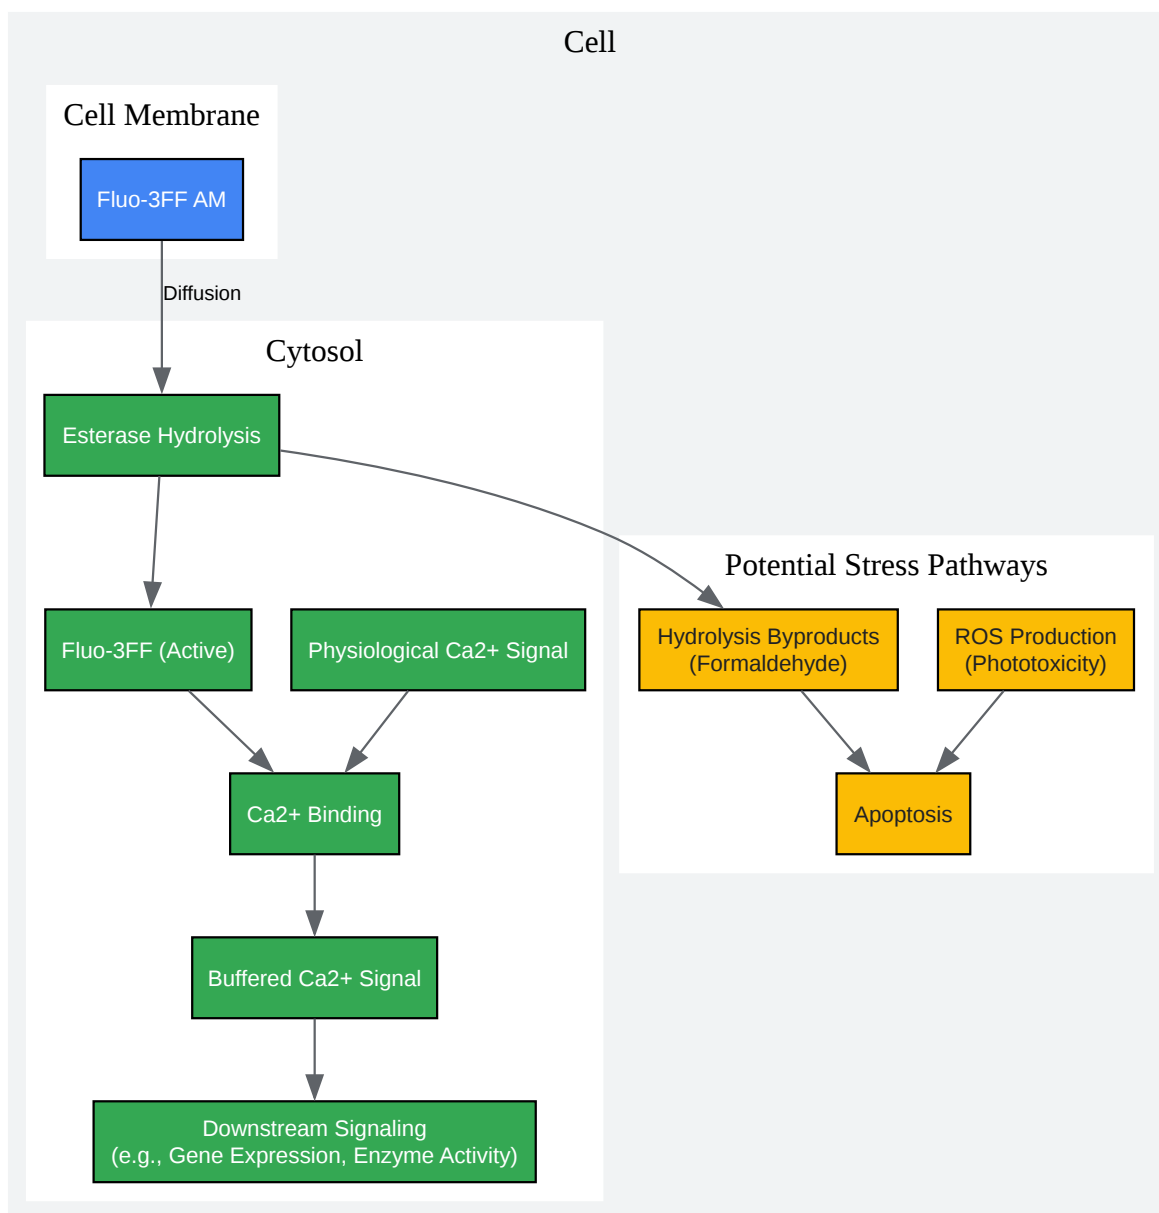 Cell
Cell Membrane
Fluo-3FF AM
Diffusion
Cytosol
Esterase Hydrolysis
Fluo-3FF (Active)
Physiological Ca2+ Signal
Ca2+ Binding
Buffered Ca2+ Signal
Downstream Signaling
(e.g., Gene Expression, Enzyme Activity)
Potential Stress Pathways
Hydrolysis Byproducts
(Formaldehyde)
ROS Production
(Phototoxicity)
Apoptosis